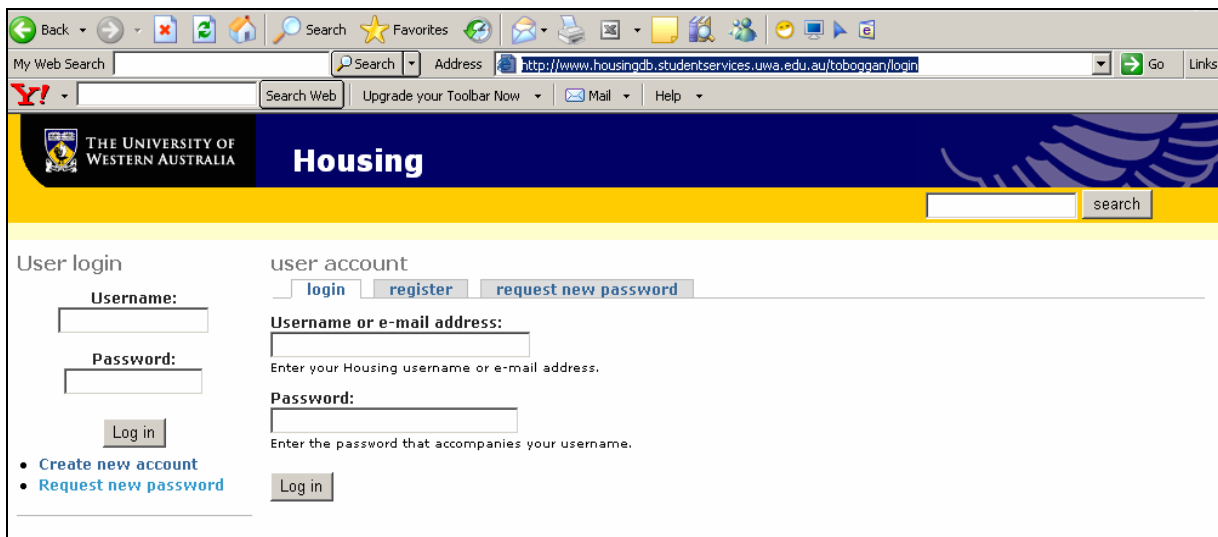 Back Search Favorites
My Web Search Search Address http://www.housingdb.studentservices.uwa.edu.au/toboggan/login Go Links
Y! Search Web Upgrade your Toolbar Now Mail Help
THE UNIVERSITY OF
WESTERN AUSTRALIA
Housing
search
User login
Username:
Password:
Log in
Create new account
Request new password
user account
login register request new password
Username or e-mail address:
Enter your Housing username or e-mail address.
Password:
Enter the password that accompanies your username.
Log in